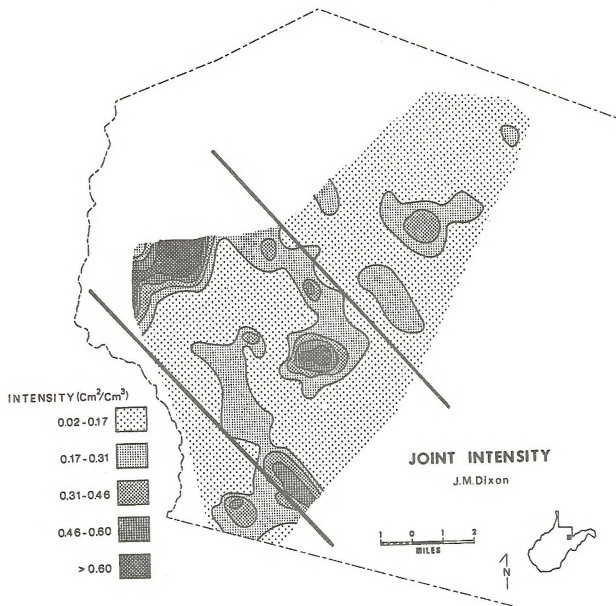 INTENSITY (Cm²/Cm³)
0.02-0.17
0.17-0.31
0.31-0.46
0.46-0.60
> 0.60
JOINT INTENSITY
J.M.Dixon
1 0 1 2
MILES
N